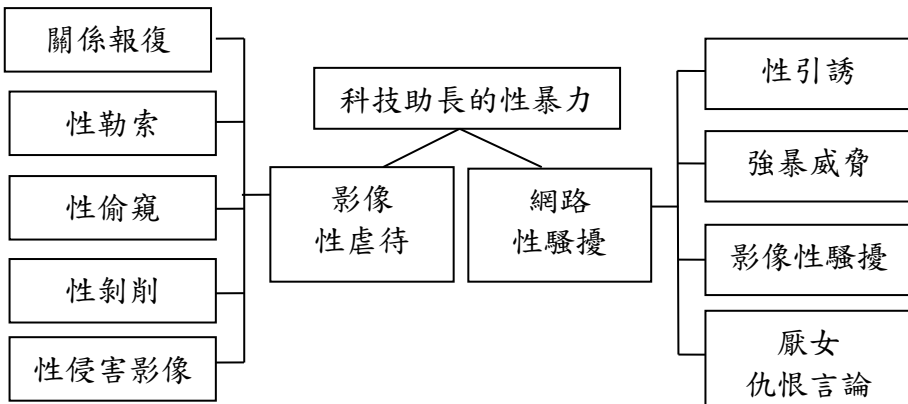 科技助長的性暴力
影像
性虐待
網路
性騷擾
關係報復
性勒索
性偷窺
性剝削
性侵害影像
性引誘
強暴威脅
影像性騷擾
厭女
仇恨言論